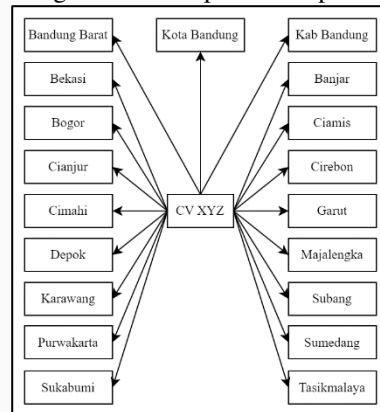 Bandung Barat
Kota Bandung
Kab Bandung
Bekasi
Banjar
Bogor
Ciamis
Cianjur
Cirebon
Cimahi
CV XYZ
Garut
Depok
Majalengka
Karawang
Subang
Purwakarta
Sumedang
Sukabumi
Tasikmalaya